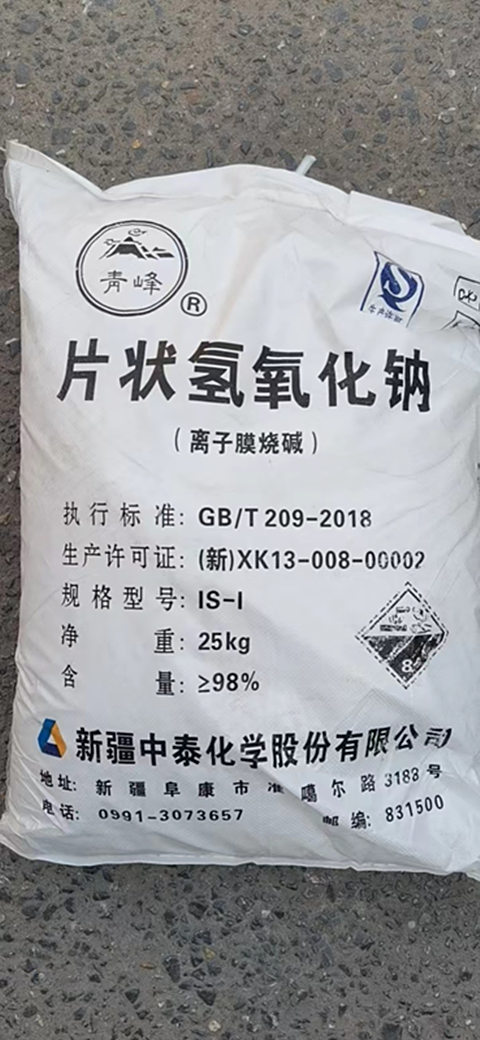 青峰
®
生产许可
片状氢氧化钠
(离子膜烧碱)
执行标准: GB/T 209-2018
生产许可证: (新)XK13-008-00002
规格型号: IS-I
净重: 25kg
含量: ≥98%
8
新疆中泰化学股份有限公司
地址: 新疆阜康市准噶尔路3188号
电话: 0991-3073657
邮编: 831500